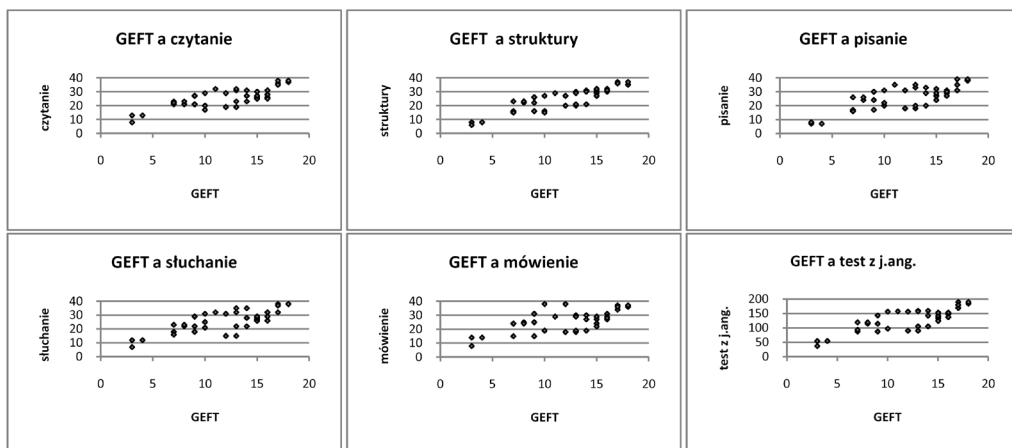 GEFT a czytanie
czytanie
40
30
20
10
0
0 5 10 15 20
GEFT
GEFT a struktury
struktury
40
30
20
10
0
0 5 10 15 20
GEFT
GEFT a pisanie
pisanie
40
30
20
10
0
0 5 10 15 20
GEFT
GEFT a słuchanie
słuchanie
40
30
20
10
0
0 5 10 15 20
GEFT
GEFT a mówienie
mówienie
40
30
20
10
0
0 5 10 15 20
GEFT
GEFT a test z j.ang.
test z j.ang.
200
150
100
50
0
0 5 10 15 20
GEFT